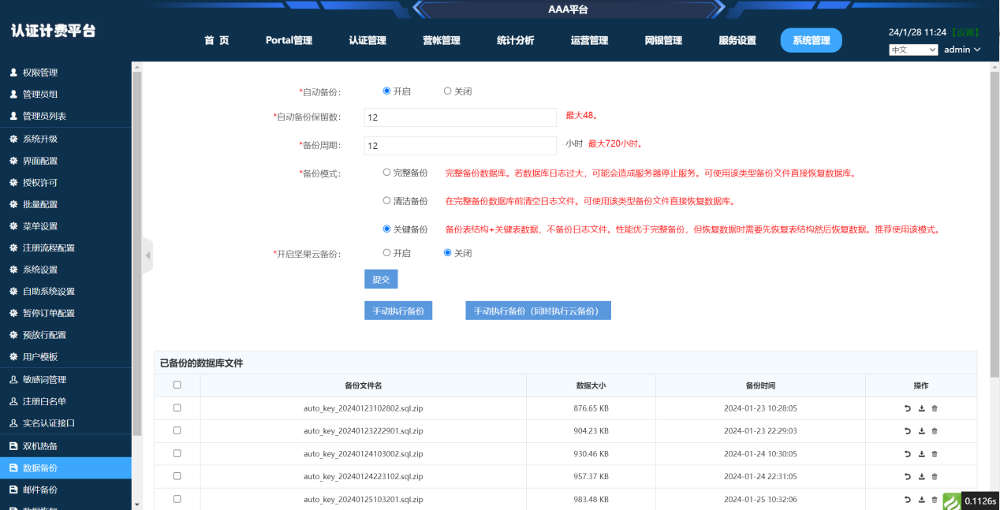 AAA平台
认证计费平台
首 页 Portal管理 认证管理 营帐管理 统计分析 运营管理 网银管理 服务设置 系统管理
24/1/28 11:24 【设置】
中文 admin
权限管理
管理员组
管理员列表
系统升级
界面配置
授权许可
批量配置
菜单设置
注册流程配置
系统设置
自助系统设置
暂停订单配置
预放行配置
用户模板
敏感词管理
注册白名单
实名认证接口
双机热备
数据备份
邮件备份
数据恢复
*自动备份: 开启 关闭
*自动备份保留数: 12 最大48。
*备份周期: 12 小时 最大720小时。
*备份模式: 完整备份 完整备份数据库。若数据库日志过大，可能会造成服务器停止服务。可使用该类型备份文件直接恢复数据库。
清洁备份 在完整备份数据库前清空日志文件。可使用该类型备份文件直接恢复数据库。
关键备份 备份表结构+关键表数据，不备份日志文件。性能优于完整备份，但恢复数据时需要先恢复表结构然后恢复数据。推荐使用该模式。
*开启坚果云备份: 开启 关闭
提交
手动执行备份 手动执行备份（同时执行云备份）
已备份的数据库文件
备份文件名 数据大小 备份时间 操作
auto_key_20240123102802.sql.zip 876.65 KB 2024-01-23 10:28:05
auto_key_20240123222901.sql.zip 904.23 KB 2024-01-23 22:29:03
auto_key_20240124103002.sql.zip 930.46 KB 2024-01-24 10:30:05
auto_key_20240124223102.sql.zip 957.37 KB 2024-01-24 22:31:05
auto_key_20240125103201.sql.zip 983.48 KB 2024-01-25 10:32:06
0.1126s